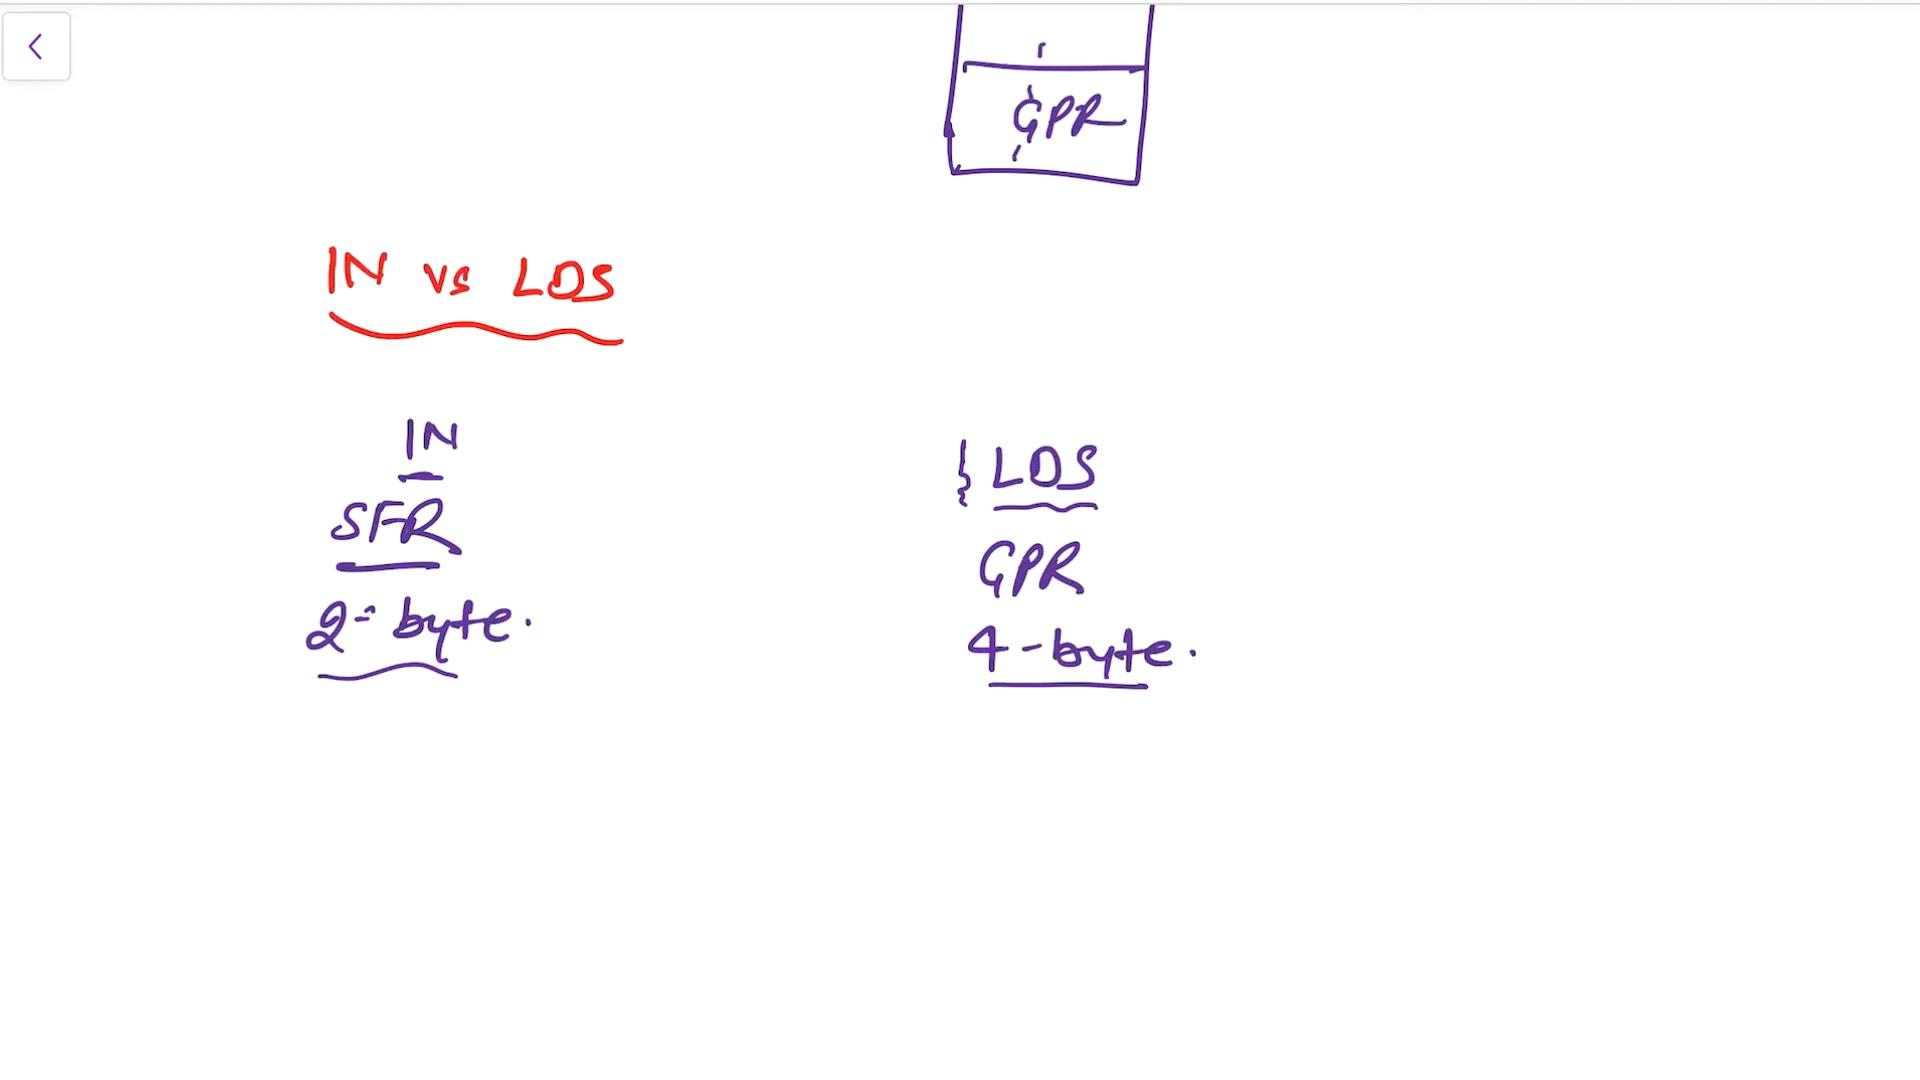 GPR
IN vs LDS
IN
SFR
2- byte.
LDS
GPR
4-byte.